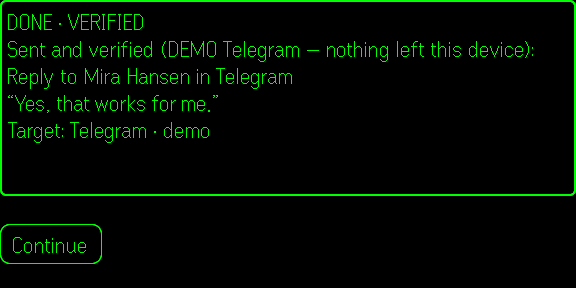 DONE · VERIFIED
Sent and verified (DEMO Telegram — nothing left this device):
Reply to Mira Hansen in Telegram
“Yes, that works for me.”
Target: Telegram · demo
Continue